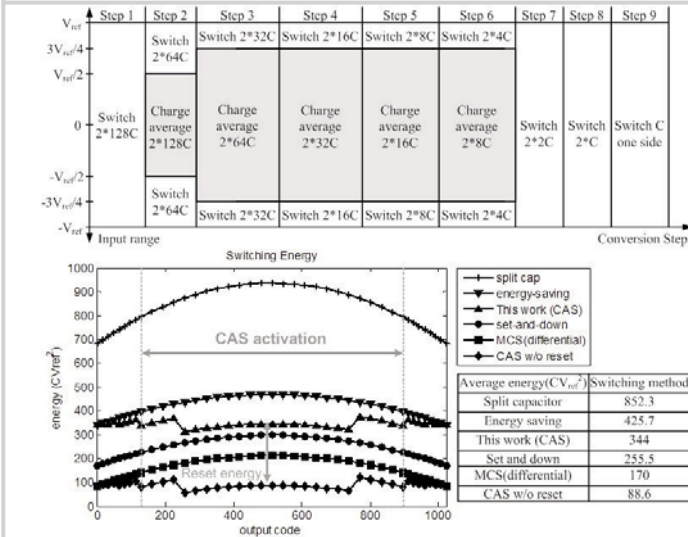 Step 1 Step 2 Step 3 Step 4 Step 5 Step 6 Step 7 Step 8 Step 9
V_ref
3V_ref/4
V_ref/2
0
-V_ref/2
-3V_ref/4
-V_ref
Switch 2*128C
Switch 2*64C
Charge average 2*128C
Switch 2*64C
Switch 2*32C
Charge average 2*64C
Switch 2*32C
Switch 2*16C
Charge average 2*32C
Switch 2*16C
Switch 2*8C
Charge average 2*16C
Switch 2*8C
Switch 2*4C
Charge average 2*8C
Switch 2*4C
Switch 2*2C
Switch 2*C
Switch C one side
Input range
Conversion Step
Switching Energy
1000
900
800
700
600
500
400
300
200
100
0
energy (CVref²)
CAS activation
Reset energy
0 200 400 600 800 1000
output code
split cap
energy-saving
This work (CAS)
set-and-down
MCS(differential)
CAS w/o reset
Average energy(CV_ref²) Switching method
Split capacitor 852.3
Energy saving 425.7
This work (CAS) 344
Set and down 255.5
MCS(differential) 170
CAS w/o reset 88.6